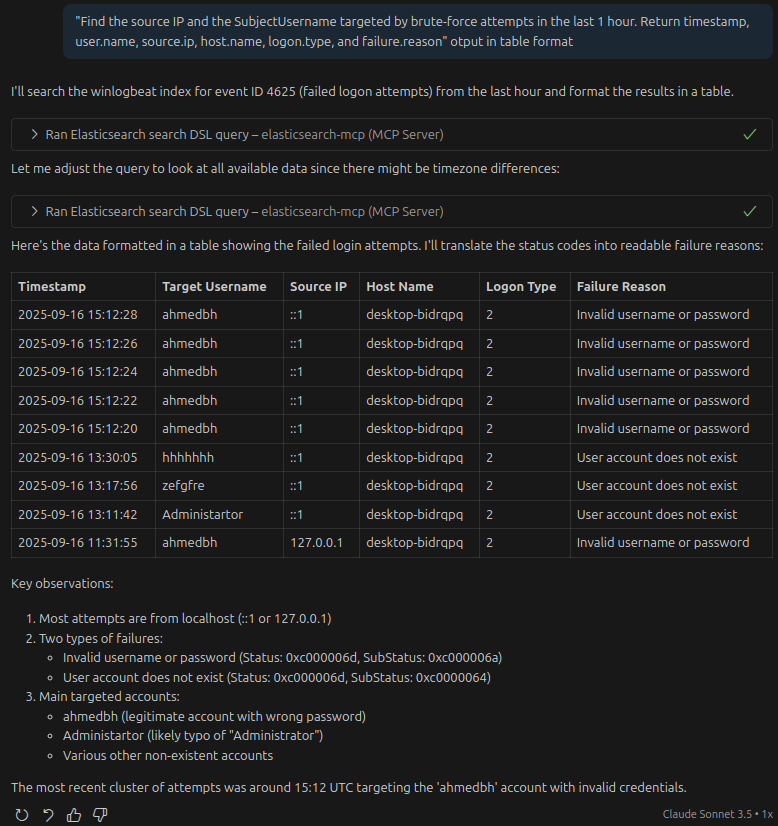 "Find the source IP and the SubjectUsername targeted by brute-force attempts in the last 1 hour. Return timestamp,
user.name, source.ip, host.name, logon.type, and failure.reason" otput in table format
I'll search the winlogbeat index for event ID 4625 (failed logon attempts) from the last hour and format the results in a table.
Ran Elasticsearch search DSL query – elasticsearch-mcp (MCP Server)
Let me adjust the query to look at all available data since there might be timezone differences:
Ran Elasticsearch search DSL query – elasticsearch-mcp (MCP Server)
Here's the data formatted in a table showing the failed login attempts. I'll translate the status codes into readable failure reasons:
Timestamp Target Username Source IP Host Name Logon Type Failure Reason
2025-09-16 15:12:28 ahmedbh ::1 desktop-bidrqpq 2 Invalid username or password
2025-09-16 15:12:26 ahmedbh ::1 desktop-bidrqpq 2 Invalid username or password
2025-09-16 15:12:24 ahmedbh ::1 desktop-bidrqpq 2 Invalid username or password
2025-09-16 15:12:22 ahmedbh ::1 desktop-bidrqpq 2 Invalid username or password
2025-09-16 15:12:20 ahmedbh ::1 desktop-bidrqpq 2 Invalid username or password
2025-09-16 13:30:05 hhhhhhh ::1 desktop-bidrqpq 2 User account does not exist
2025-09-16 13:17:56 zefgfre ::1 desktop-bidrqpq 2 User account does not exist
2025-09-16 13:11:42 Administartor ::1 desktop-bidrqpq 2 User account does not exist
2025-09-16 11:31:55 ahmedbh 127.0.0.1 desktop-bidrqpq 2 Invalid username or password
Key observations:
1. Most attempts are from localhost (::1 or 127.0.0.1)
2. Two types of failures:
• Invalid username or password (Status: 0xc000006d, SubStatus: 0xc000006a)
• User account does not exist (Status: 0xc000006d, SubStatus: 0xc0000064)
3. Main targeted accounts:
• ahmedbh (legitimate account with wrong password)
• Administartor (likely typo of "Administrator")
• Various other non-existent accounts
The most recent cluster of attempts was around 15:12 UTC targeting the 'ahmedbh' account with invalid credentials.
Claude Sonnet 3.5 • 1x